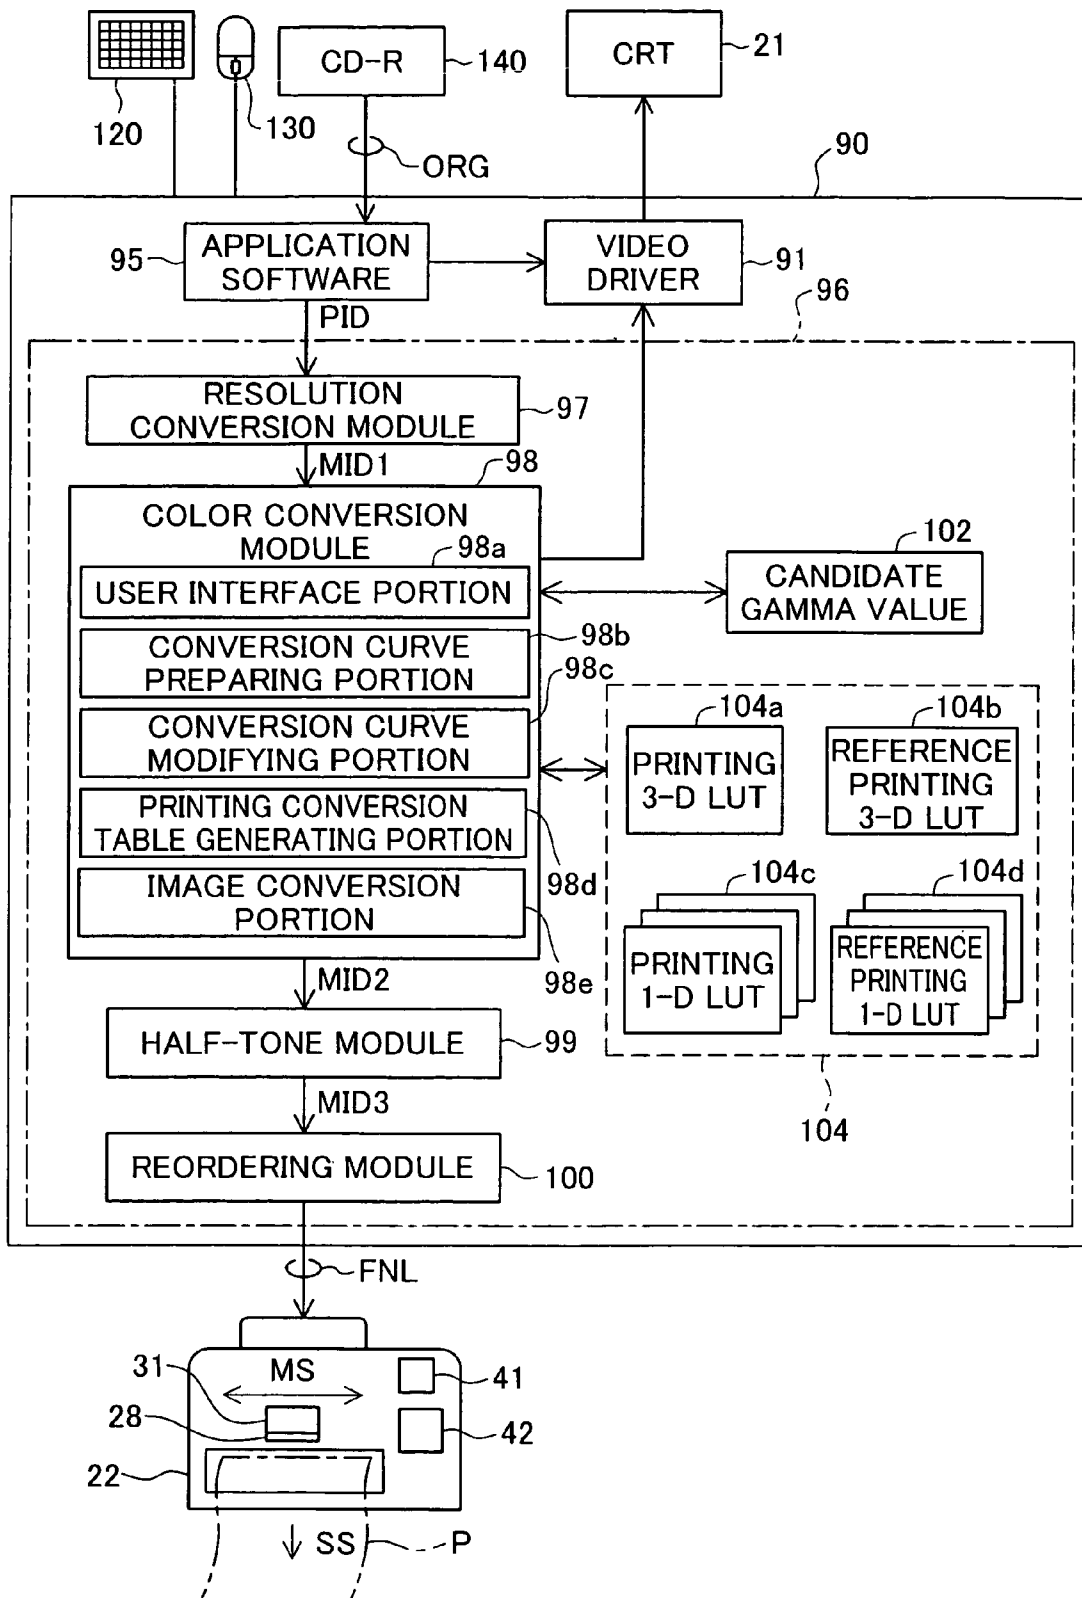 CD-R
140
CRT
21
120
130
ORG
90
95
APPLICATION
SOFTWARE
VIDEO
DRIVER
91
96
PID
RESOLUTION
CONVERSION MODULE
97
MID1
98
COLOR CONVERSION
MODULE
98a
USER INTERFACE PORTION
102
CANDIDATE
GAMMA VALUE
98b
CONVERSION CURVE
PREPARING PORTION
98c
CONVERSION CURVE
MODIFYING PORTION
PRINTING CONVERSION
TABLE GENERATING PORTION
98d
IMAGE CONVERSION
PORTION
98e
104a
PRINTING
3-D LUT
104b
REFERENCE
PRINTING
3-D LUT
104c
PRINTING
1-D LUT
104d
REFERENCE
PRINTING
1-D LUT
104
MID2
HALF-TONE MODULE
99
MID3
REORDERING MODULE
100
FNL
31
MS
41
28
42
22
SS
P